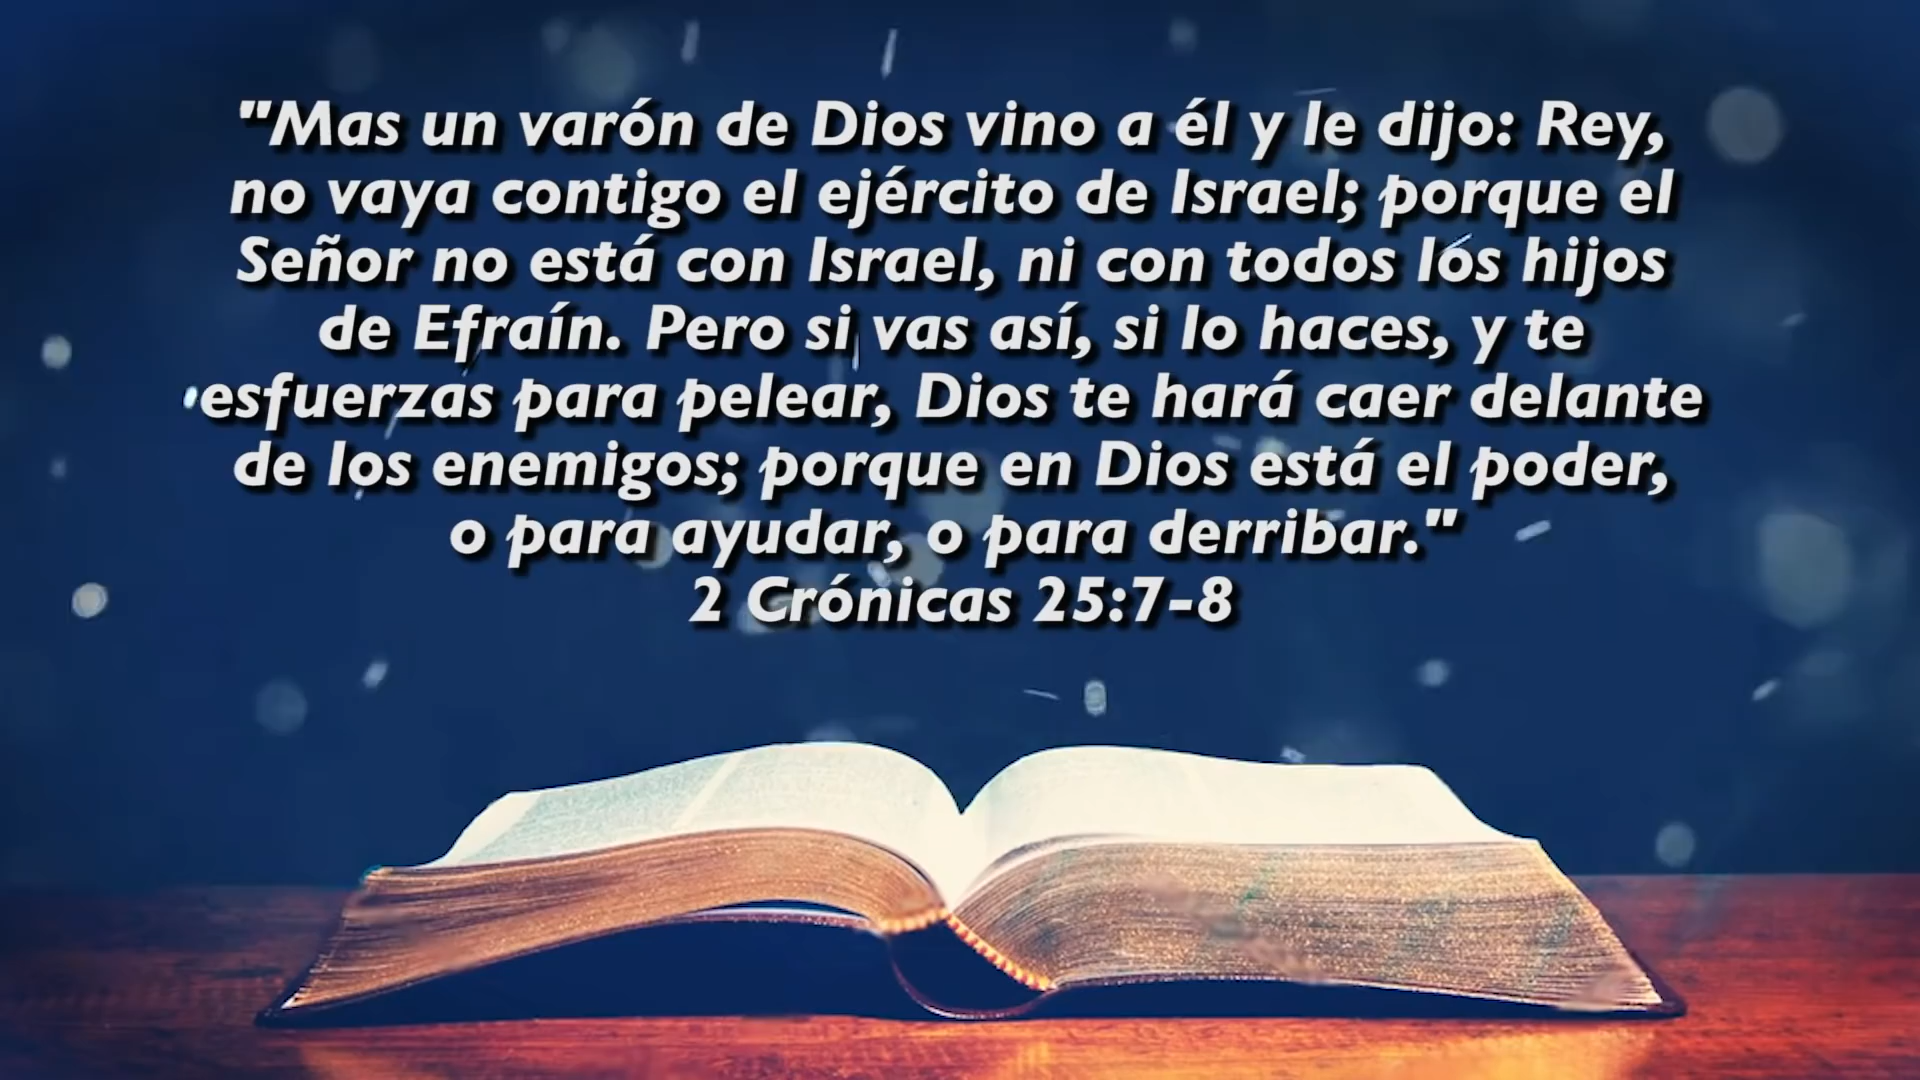 "Mas un varón de Dios vino a él y le dijo: Rey,
no vaya contigo el ejército de Israel; porque el
Señor no está con Israel, ni con todos los hijos
de Efraín. Pero si vas así, si lo haces, y te
esfuerzas para pelear, Dios te hará caer delante
de los enemigos; porque en Dios está el poder,
o para ayudar, o para derribar."
2 Crónicas 25:7-8